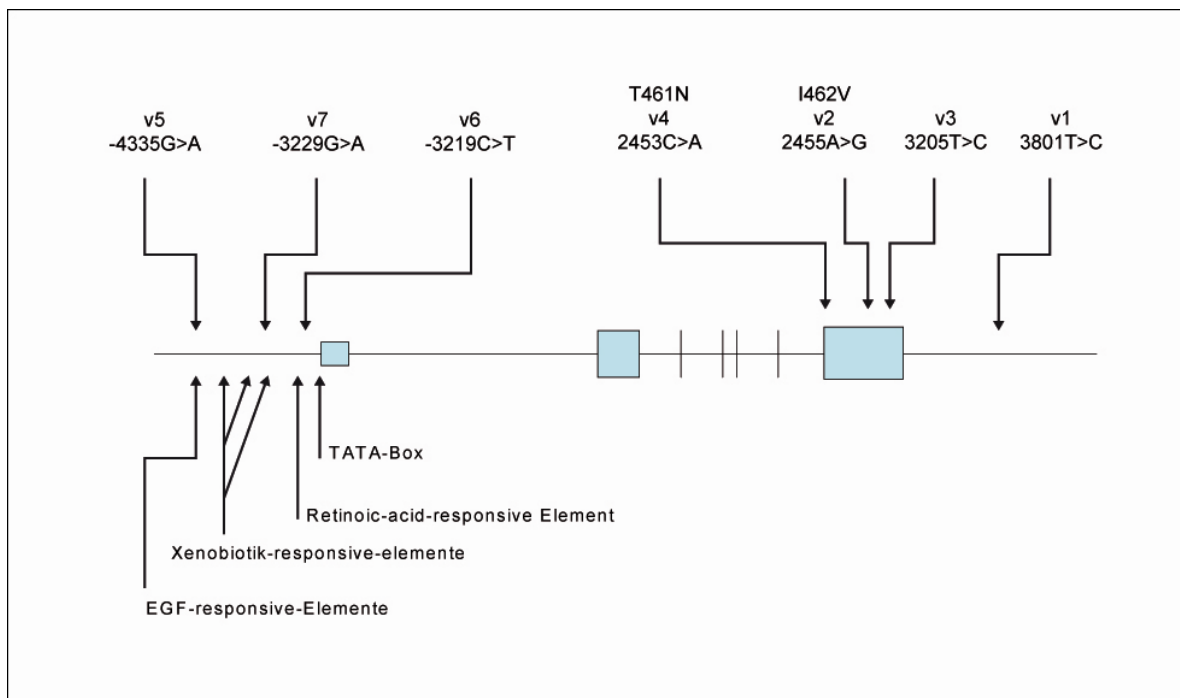 T461N
I462V
v5
v7
v6
v4
v2
v3
v1
-4335G>A
-3229G>A
-3219C>T
2453C>A
2455A>G
3205T>C
3801T>C
TATA-Box
Retinoic-acid-responsive Element
Xenobiotik-responsive-elemente
EGF-responsive-Elemente